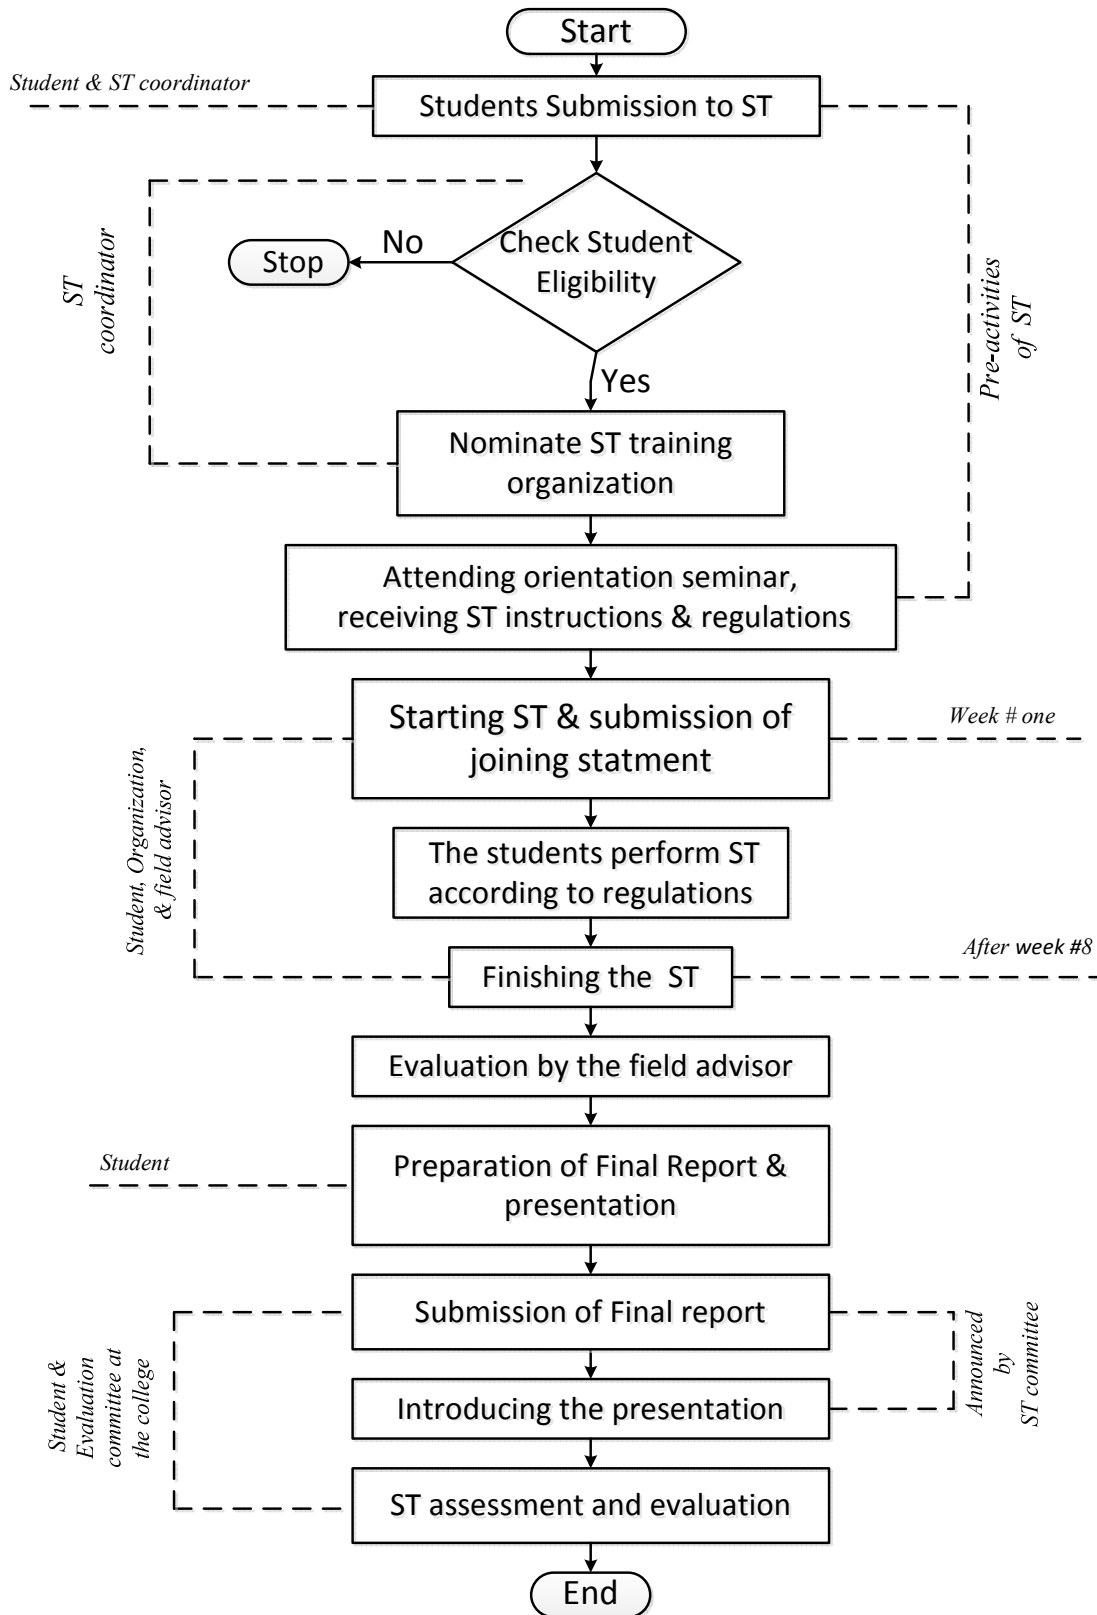 Start
Student & ST coordinator
Students Submission to ST
Check Student
Eligibility
No
Stop
ST
coordinator
Pre-activities
of ST
Yes
Nominate ST training
organization
Attending orientation seminar,
receiving ST instructions & regulations
Starting ST & submission of
joining statment
Week # one
Student, Organization,
& field advisor
The students perform ST
according to regulations
Finishing the ST
After week #8
Evaluation by the field advisor
Student
Preparation of Final Report &
presentation
Submission of Final report
Student &
Evaluation
committee at
the college
Announced
by
ST committee
Introducing the presentation
ST assessment and evaluation
End